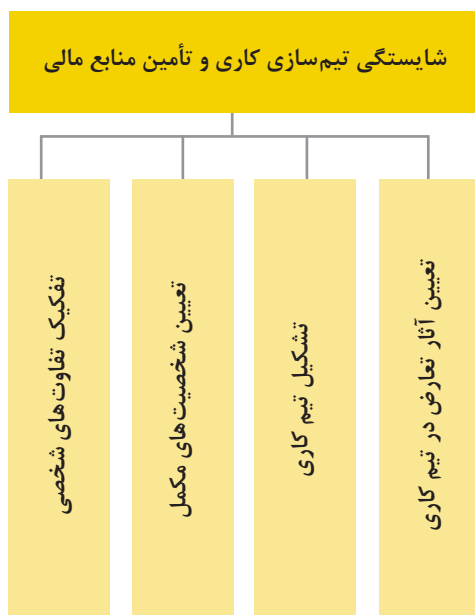 شایستگی تیم‌سازی کاری و تأمین منابع مالی
تعیین آثار تعارض در تیم کاری
تشکیل تیم کاری
تعیین شخصیت‌های مکمل
تفکیک تفاوت‌های شخصی